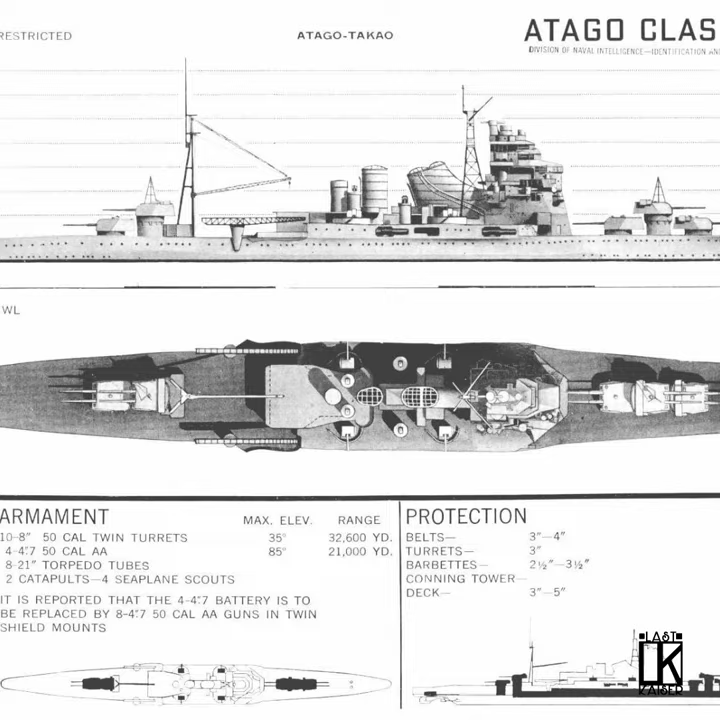 RESTRICTED
ATAGO-TAKAO
ATAGO CLAS
DIVISION OF NAVAL INTELLIGENCE—IDENTIFICATION AN
WL
ARMAMENT MAX. ELEV. RANGE
10-8" 50 CAL TWIN TURRETS 35° 32,600 YD.
4-4".7 50 CAL AA 85° 21,000 YD.
8-21" TORPEDO TUBES
2 CATAPULTS—4 SEAPLANE SCOUTS
IT IS REPORTED THAT THE 4-4".7 BATTERY IS TO
BE REPLACED BY 8-4".7 50 CAL AA GUNS IN TWIN
SHIELD MOUNTS
PROTECTION
BELTS— 3"—4"
TURRETS— 3"
BARBETTES— 2½"—3½"
CONNING TOWER—
DECK— 3"—5"
LAST
LK
KAISER